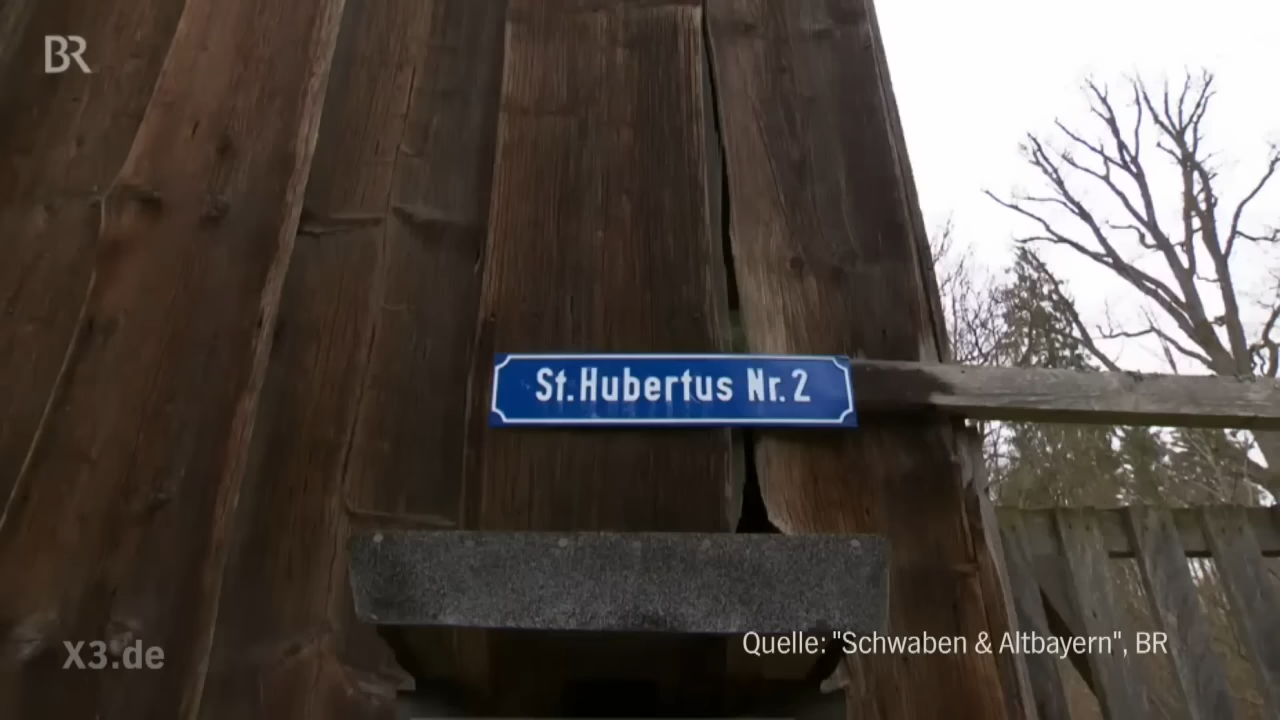 BR
St. Hubertus Nr. 2
Quelle: "Schwaben & Altbayern", BR
X3.de